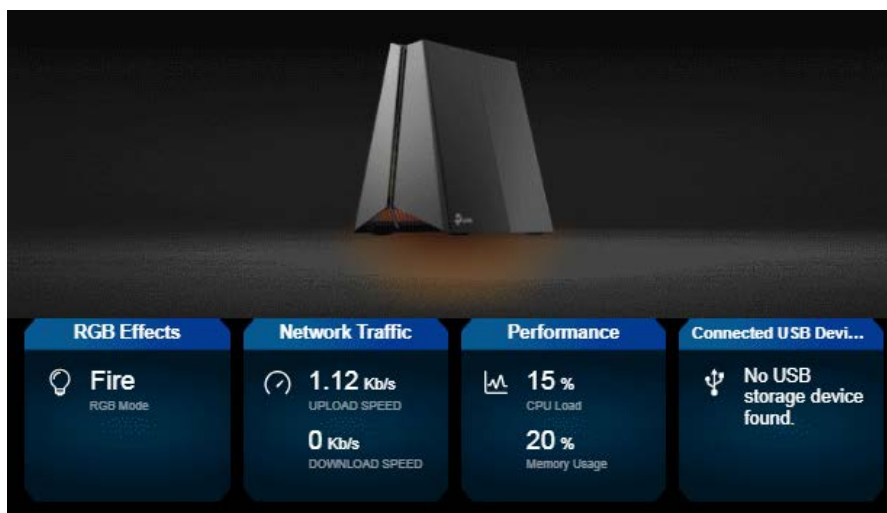 RGB Effects
Fire
RGB Mode
Network Traffic
1.12 Kb/s
UPLOAD SPEED
0 Kb/s
DOWNLOAD SPEED
Performance
15 %
CPU Load
20 %
Memory Usage
Connected USB Devi...
No USB
storage device
found.